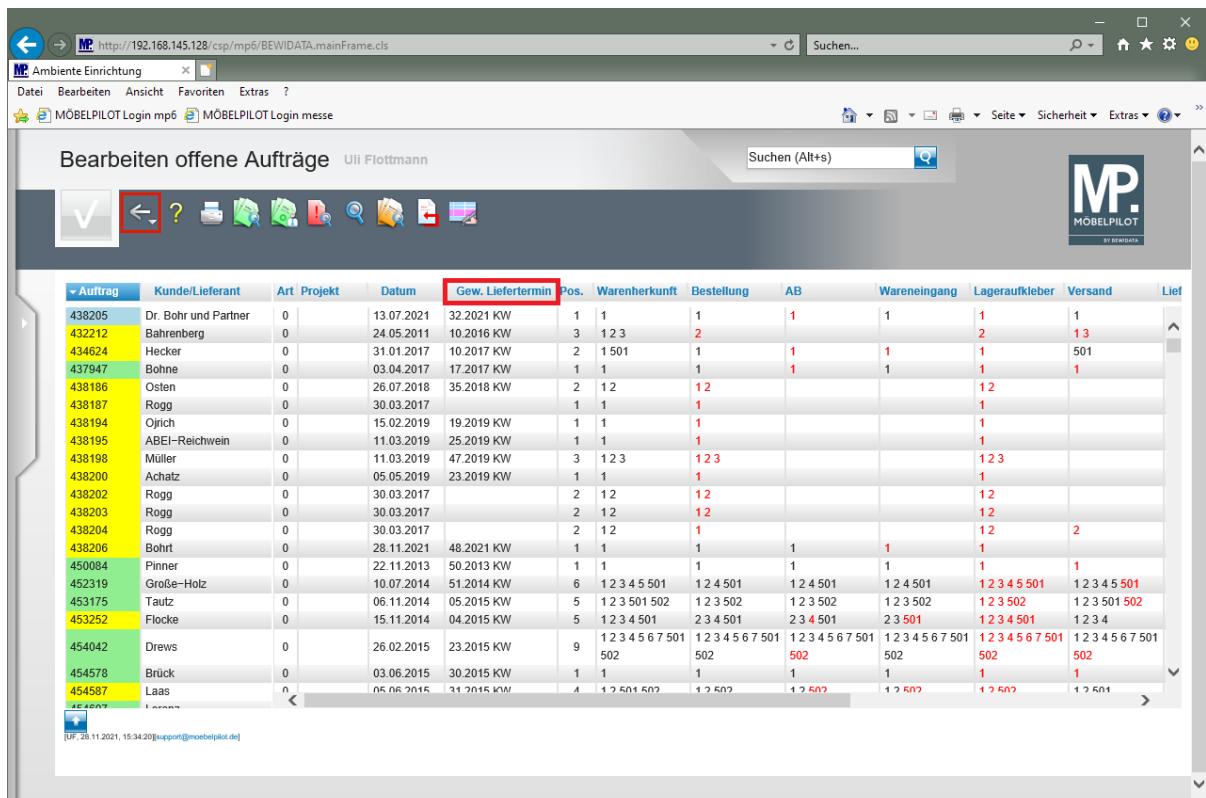 http://192.168.145.128/csp/mp6/BEWIDATA.mainFrame.cls Suchen...
Ambiente Einrichtung
Datei Bearbeiten Ansicht Favoriten Extras ?
MÖBELPILOT Login mp6 MÖBELPILOT Login messe Seite Sicherheit Extras
Bearbeiten offene Aufträge Uli Flottmann Suchen (Alt+s)
MP.
MÖBELPILOT
BY BEWIDATA
Auftrag Kunde/Lieferant Art Projekt Datum Gew. Liefertermin Pos. Warenherkunft Bestellung AB Wareneingang Lageraufkleber Versand Lief
438205 Dr. Bohr und Partner 0 13.07.2021 32.2021 KW 1 1 1 1 1 1 1
432212 Bahrenberg 0 24.05.2011 10.2016 KW 3 1 2 3 2 2 1 3
434624 Hecker 0 31.01.2017 10.2017 KW 2 1 501 1 1 1 1 501
437947 Bohne 0 03.04.2017 17.2017 KW 1 1 1 1 1 1 1
438186 Osten 0 26.07.2018 35.2018 KW 2 1 2 1 2 1 2
438187 Rogg 0 30.03.2017 1 1 1 1
438194 Ojrich 0 15.02.2019 19.2019 KW 1 1 1 1
438195 ABEI-Reichwein 0 11.03.2019 25.2019 KW 1 1 1 1
438198 Müller 0 11.03.2019 47.2019 KW 3 1 2 3 1 2 3 1 2 3
438200 Achatz 0 05.05.2019 23.2019 KW 1 1 1 1
438202 Rogg 0 30.03.2017 2 1 2 1 2 1 2
438203 Rogg 0 30.03.2017 2 1 2 1 2 1 2
438204 Rogg 0 30.03.2017 2 1 2 1 1 2 2
438206 Bohrt 0 28.11.2021 48.2021 KW 1 1 1 1 1 1
450084 Pinner 0 22.11.2013 50.2013 KW 1 1 1 1 1 1 1
452319 Große-Holz 0 10.07.2014 51.2014 KW 6 1 2 3 4 5 501 1 2 4 501 1 2 4 501 1 2 4 501 1 2 3 4 5 501 1 2 3 4 5 501
453175 Tautz 0 06.11.2014 05.2015 KW 5 1 2 3 501 502 1 2 3 502 1 2 3 502 1 2 3 502 1 2 3 502 1 2 3 501 502
453252 Flocke 0 15.11.2014 04.2015 KW 5 1 2 3 4 501 2 3 4 501 2 3 4 501 2 3 501 1 2 3 4 501 1 2 3 4
454042 Drews 0 26.02.2015 23.2015 KW 9 1 2 3 4 5 6 7 501 1 2 3 4 5 6 7 501 1 2 3 4 5 6 7 501 1 2 3 4 5 6 7 501 1 2 3 4 5 6 7 501 1 2 3 4 5 6 7 501
502 502 502 502 502 502
454578 Brück 0 03.06.2015 30.2015 KW 1 1 1 1 1 1 1
454587 Laas 0 05.06.2015 31.2015 KW 4 1 2 501 502 1 2 502 1 2 502 1 2 502 1 2 502 1 2 501
454607 Lorenz
[UF, 28.11.2021, 15:34:20][support@moebelpilot.de]